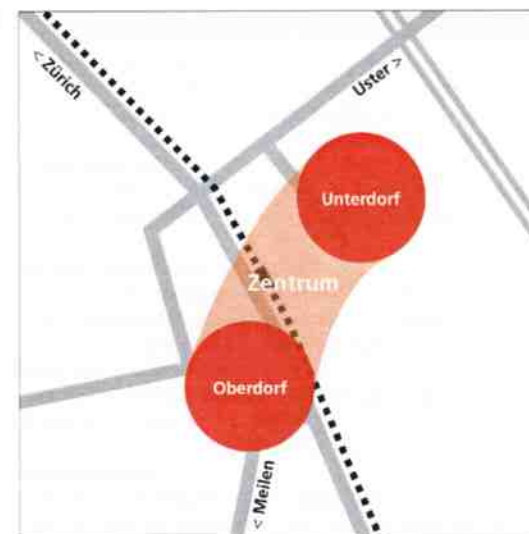 < Zürich
Uster >
Unterdorf
Zentrum
Oberdorf
< Meilen